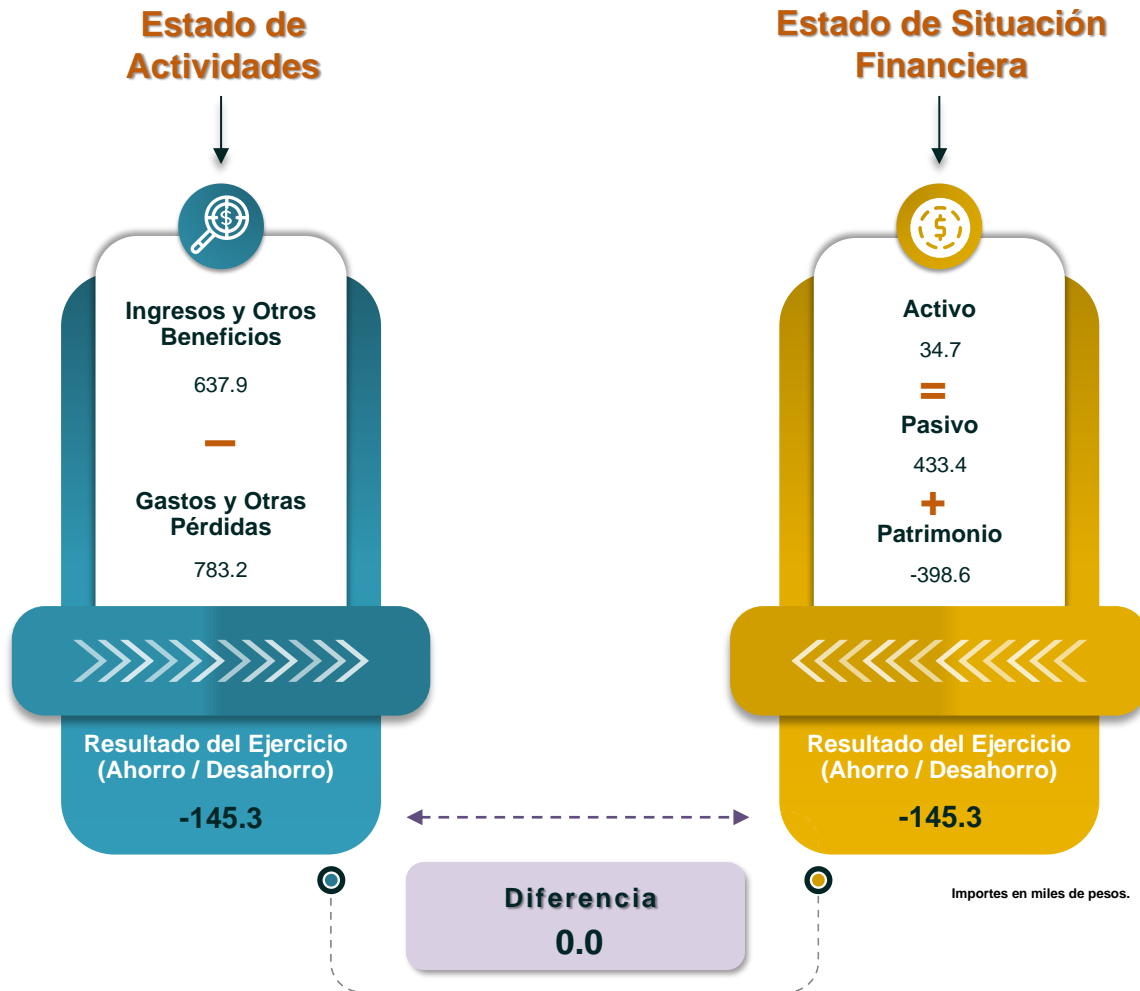 Estado de
Actividades
Ingresos y Otros
Beneficios
637.9
−
Gastos y Otras
Pérdidas
783.2
Resultado del Ejercicio
(Ahorro / Desahorro)
-145.3
Estado de Situación
Financiera
$
Activo
34.7
=
Pasivo
433.4
+
Patrimonio
-398.6
Resultado del Ejercicio
(Ahorro / Desahorro)
-145.3
Diferencia
0.0
Importes en miles de pesos.